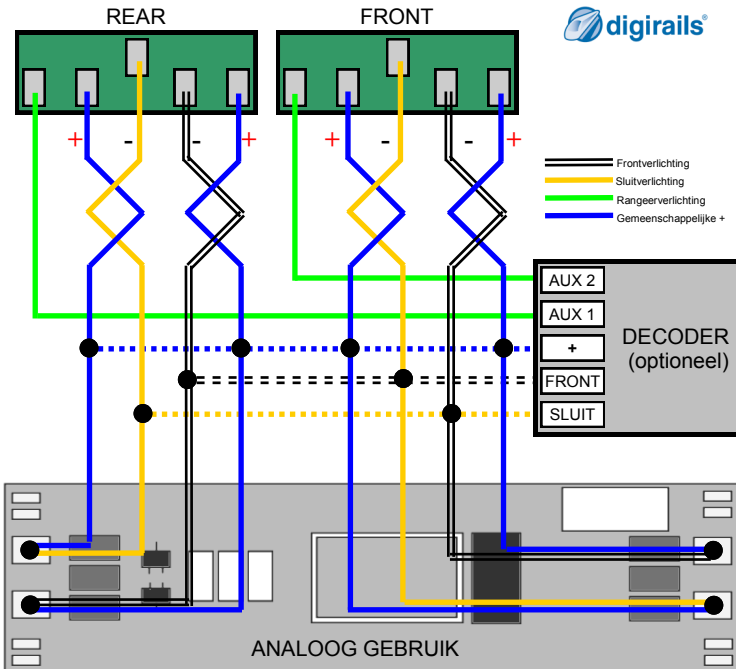 REAR
FRONT
digirails®
+
-
-
+
+
-
-
+
Frontverlichting
Sluitverlichting
Rangeerverlichting
Gemeenschappelijke +
AUX 2
AUX 1
+
FRONT
SLUIT
DECODER
(optioneel)
ANALOOG GEBRUIK